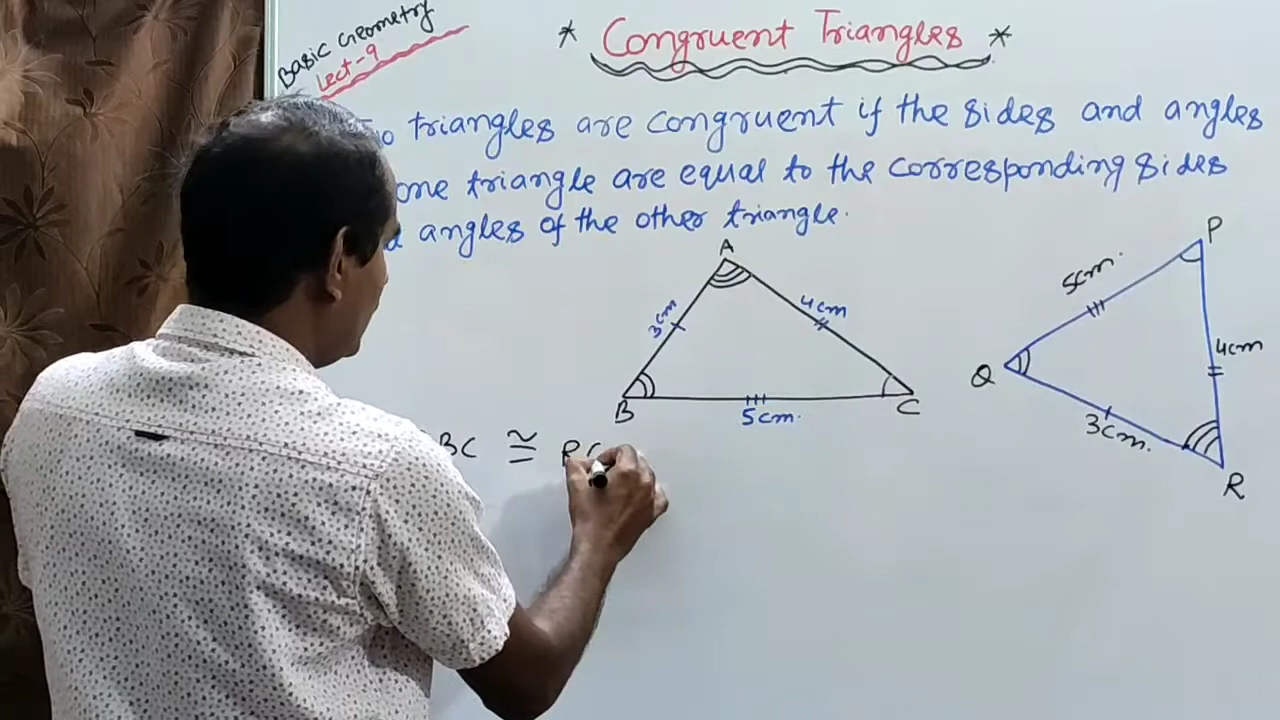 Basic Geometry
Lect-9
* Congruent Triangles *
triangles are congruent if the sides and angles
one triangle are equal to the corresponding sides
angles of the other triangle.
A
3cm
4cm
B
5cm.
C
P
5cm.
4cm
Q
3cm.
R
BC ≅ R